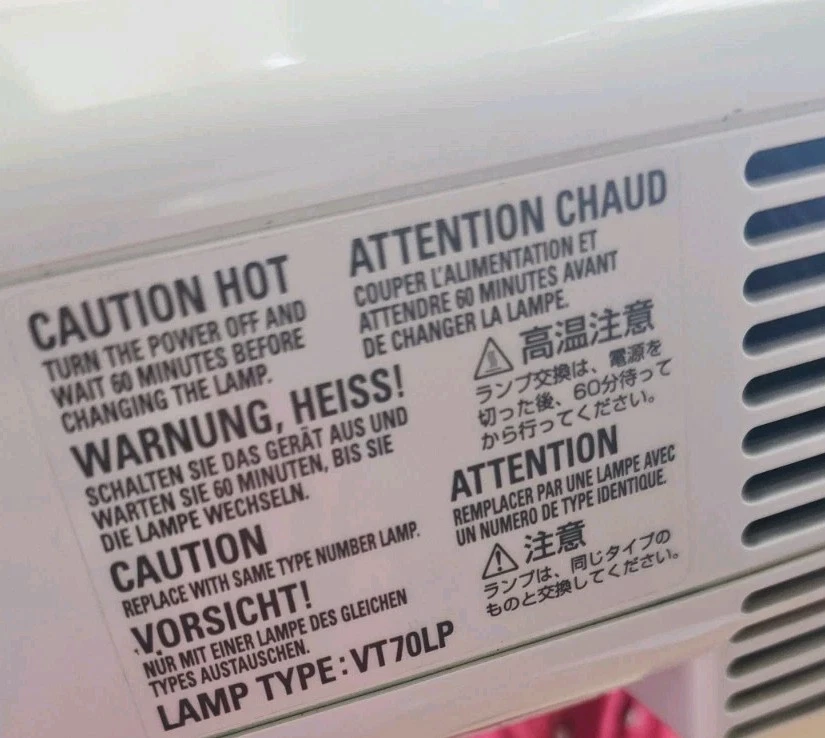 CAUTION HOT
TURN THE POWER OFF AND
WAIT 60 MINUTES BEFORE
CHANGING THE LAMP.
ATTENTION CHAUD
COUPER L'ALIMENTATION ET
ATTENDRE 60 MINUTES AVANT
DE CHANGER LA LAMPE.
WARNUNG, HEISS!
SCHALTEN SIE DAS GERÄT AUS UND
WARTEN SIE 60 MINUTEN, BIS SIE
DIE LAMPE WECHSELN.
高温注意
ランプ交換は、電源を
切った後、60分待って
から行ってください。
CAUTION
REPLACE WITH SAME TYPE NUMBER LAMP.
ATTENTION
REMPLACER PAR UNE LAMPE AVEC
UN NUMERO DE TYPE IDENTIQUE.
VORSICHT!
NUR MIT EINER LAMPE DES GLEICHEN
TYPES AUSTAUSCHEN.
注意
ランプは、同じタイプの
ものと交換してください。
LAMP TYPE:VT70LP